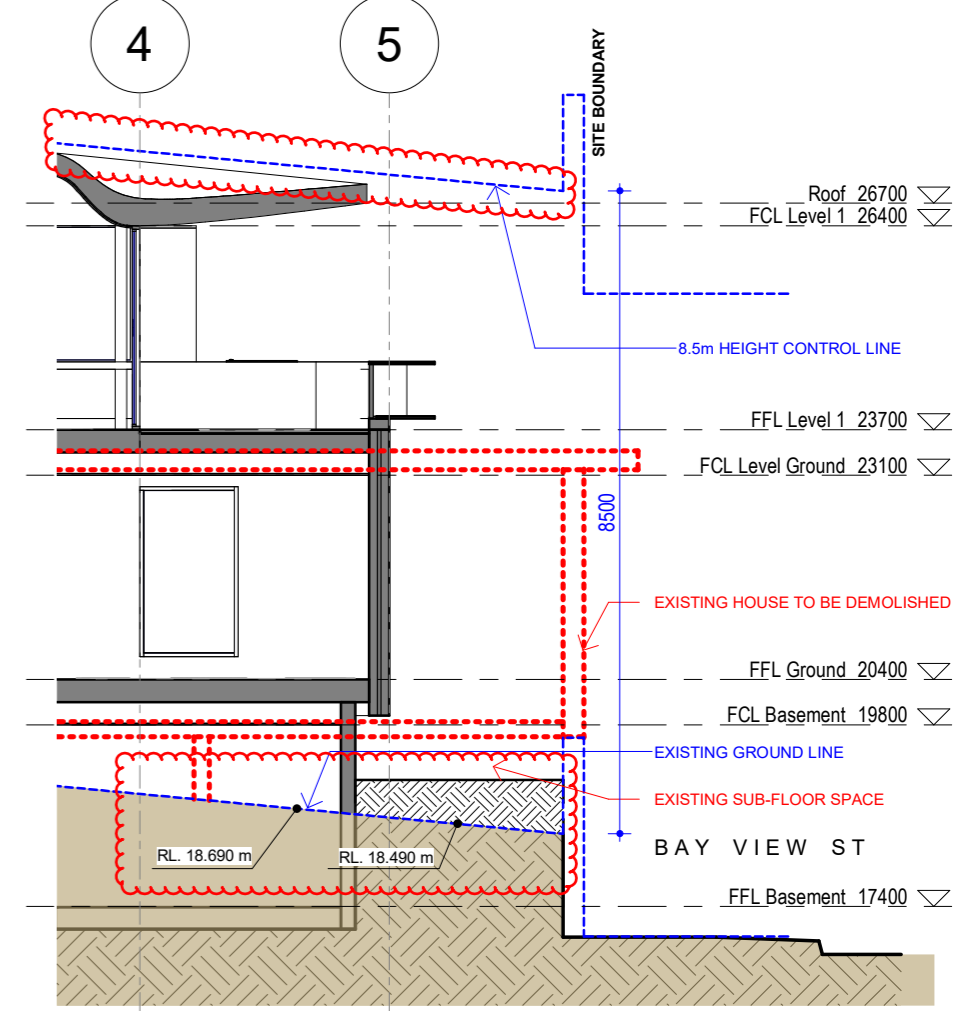 4
5
SITE BOUNDARY
Roof 26700
FCL Level 1 26400
8.5m HEIGHT CONTROL LINE
FFL Level 1 23700
FCL Level Ground 23100
8500
EXISTING HOUSE TO BE DEMOLISHED
FFL Ground 20400
FCL Basement 19800
EXISTING GROUND LINE
EXISTING SUB-FLOOR SPACE
BAY VIEW ST
RL. 18.690 m
RL. 18.490 m
FFL Basement 17400